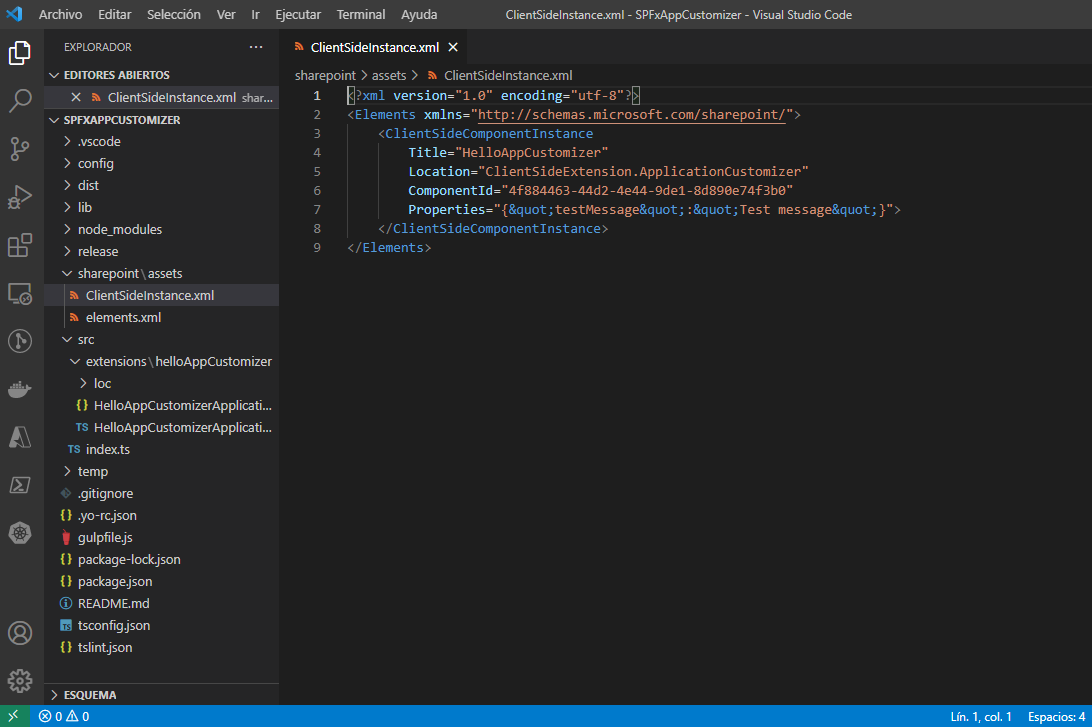 Archivo Editar Selección Ver Ir Ejecutar Terminal Ayuda ClientSideInstance.xml - SPFxAppCustomizer - Visual Studio Code
EXPLORADOR
EDITORES ABIERTOS
ClientSideInstance.xml shar...
SPFXAPPCUSTOMIZER
.vscode
config
dist
lib
node_modules
release
sharepoint\assets
ClientSideInstance.xml
elements.xml
src
extensions\helloAppCustomizer
loc
{} HelloAppCustomizerApplicati...
TS HelloAppCustomizerApplicati...
TS index.ts
temp
.gitignore
{} .yo-rc.json
gulpfile.js
{} package-lock.json
{} package.json
README.md
TS tsconfig.json
{} tslint.json
ESQUEMA
ClientSideInstance.xml
sharepoint > assets > ClientSideInstance.xml
1 <?xml version="1.0" encoding="utf-8"?>
2 <Elements xmlns="http://schemas.microsoft.com/sharepoint/">
3 <ClientSideComponentInstance
4 Title="HelloAppCustomizer"
5 Location="ClientSideExtension.ApplicationCustomizer"
6 ComponentId="4f884463-44d2-4e44-9de1-8d890e74f3b0"
7 Properties="{&quot;testMessage&quot;:&quot;Test message&quot;}">
8 </ClientSideComponentInstance>
9 </Elements>
0 0 Lín. 1, col. 1 Espacios: 4